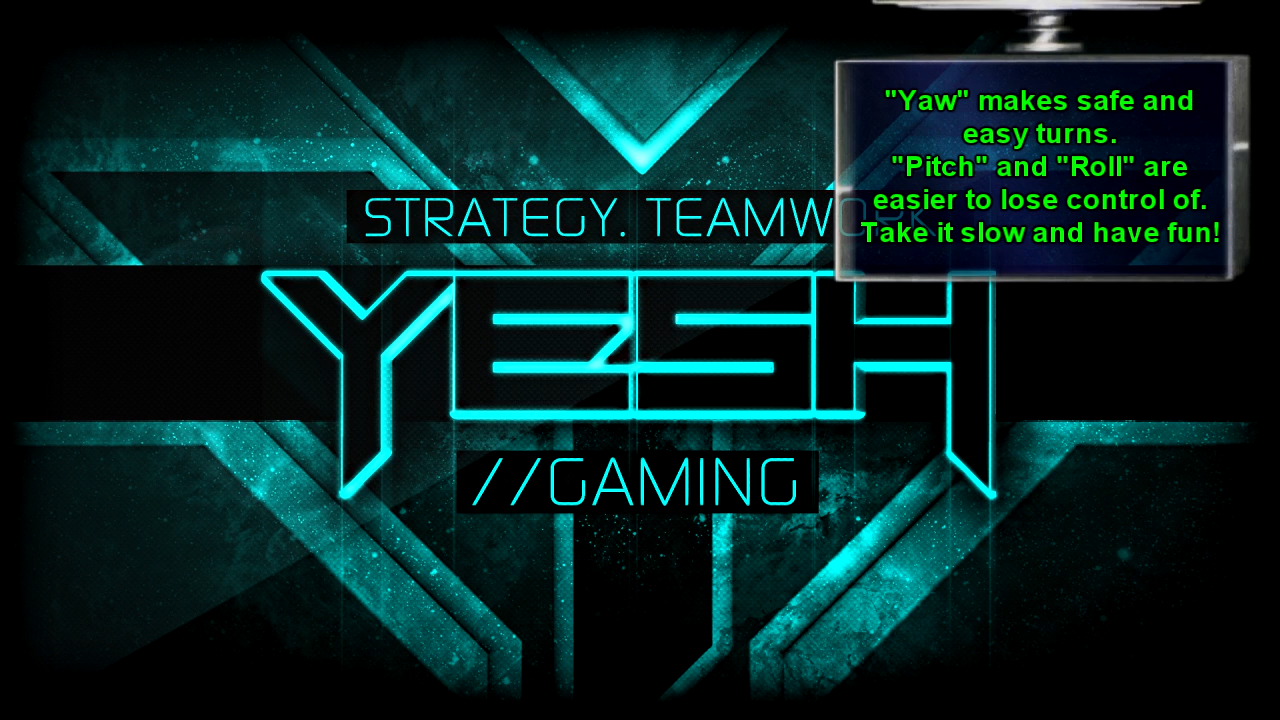 "Yaw" makes safe and
easy turns.
"Pitch" and "Roll" are
easier to lose control of.
Take it slow and have fun!
STRATEGY. TEAMWORK
YESH
//GAMING